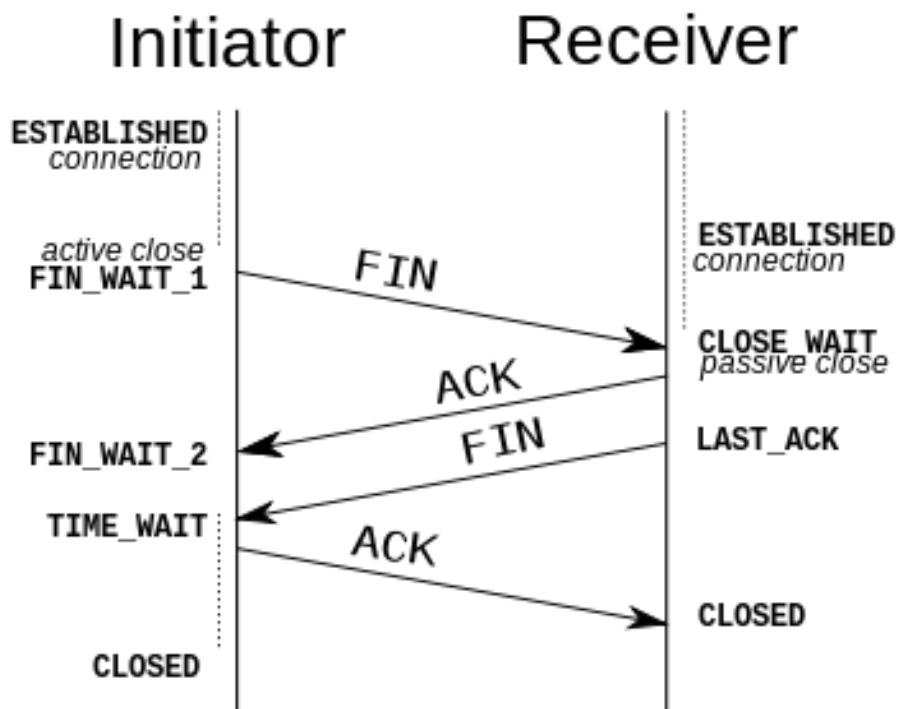 Initiator
Receiver
ESTABLISHED
connection
ESTABLISHED
connection
active close
FIN_WAIT_1
FIN
CLOSE_WAIT
passive close
ACK
FIN
LAST_ACK
FIN_WAIT_2
TIME_WAIT
ACK
CLOSED
CLOSED